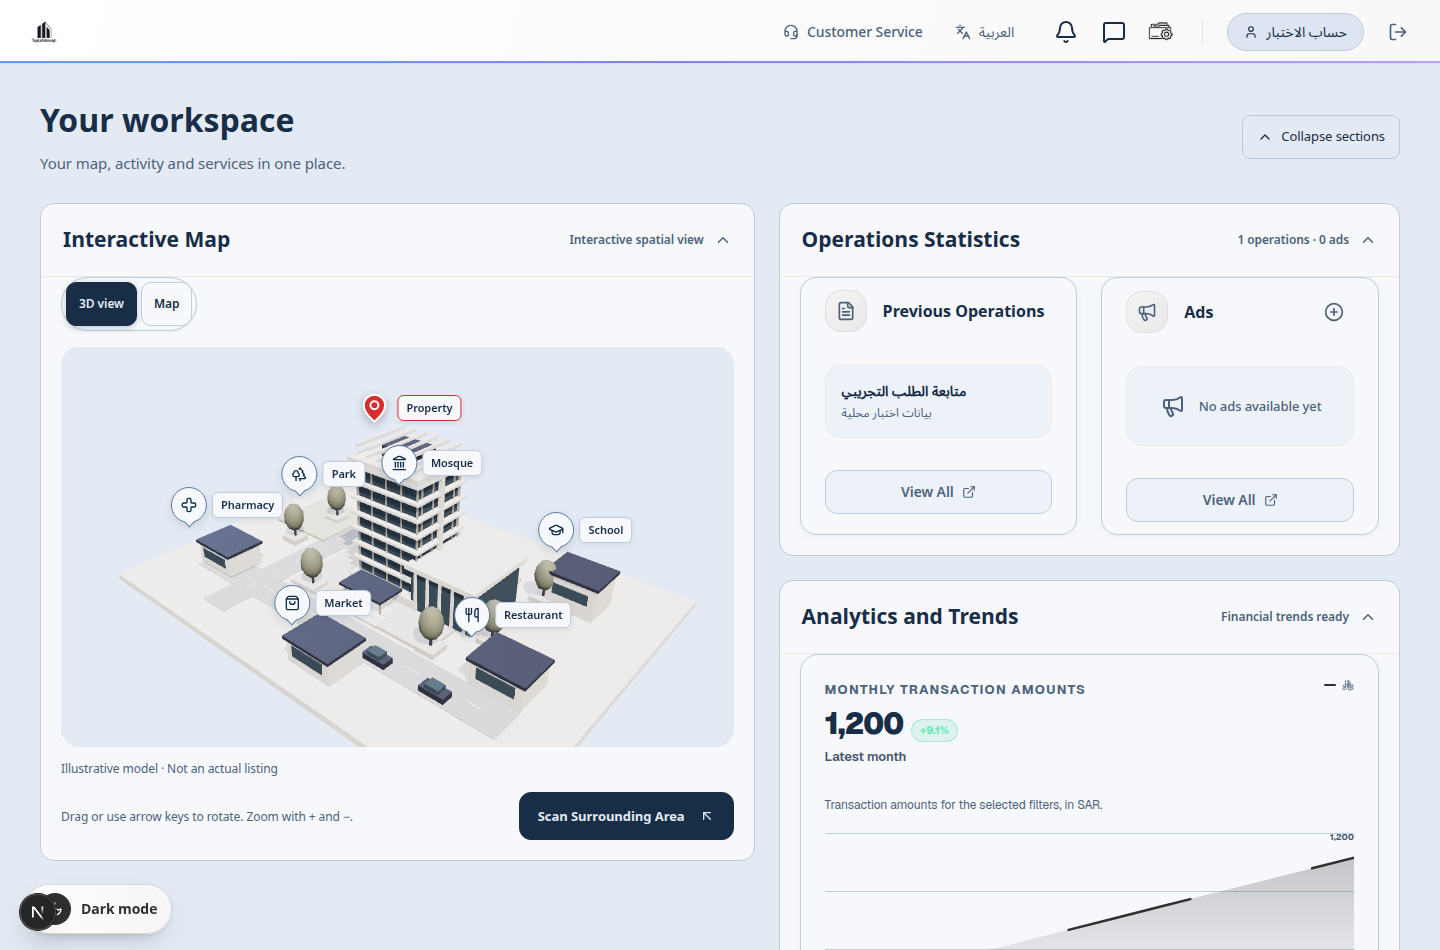 Customer Service
العربية
حساب الاختبار
Your workspace
Your map, activity and services in one place.
Collapse sections
Interactive Map
Interactive spatial view
3D view
Map
Property
Mosque
Park
Pharmacy
School
Market
Restaurant
Illustrative model · Not an actual listing
Drag or use arrow keys to rotate. Zoom with + and −.
Scan Surrounding Area
Operations Statistics
1 operations · 0 ads
Previous Operations
متابعة الطلب التجريبي
بيانات اختبار محلية
View All
Ads
No ads available yet
View All
Analytics and Trends
Financial trends ready
MONTHLY TRANSACTION AMOUNTS
1,200
+9.1%
Latest month
Transaction amounts for the selected filters, in SAR.
1,200
N
Dark mode